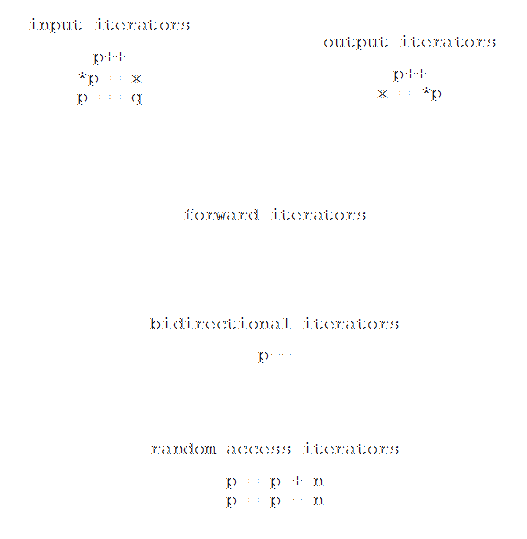 input iterators
output iterators
p++
p++
*p = x
x = *p
p == q
forward iterators
bidirectional iterators
p--
random access iterators
p = p + n
p = p - n